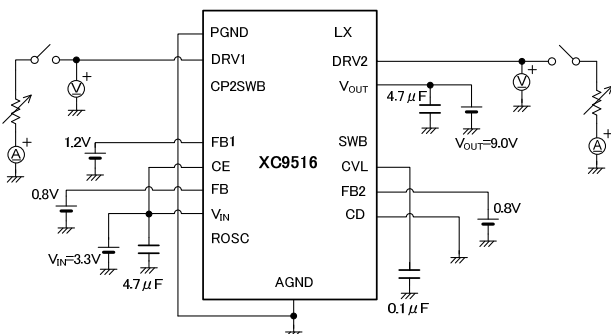 PGND
LX
DRV1
DRV2
V
+
V
+
CP2SWB
VOUT
4.7μF
A
A
+
1.2V
FB1
SWB
VOUT=9.0V
CE
XC9516
CVL
0.8V
FB
FB2
VIN
CD
0.8V
ROSC
VIN=3.3V
4.7μF
AGND
0.1μF